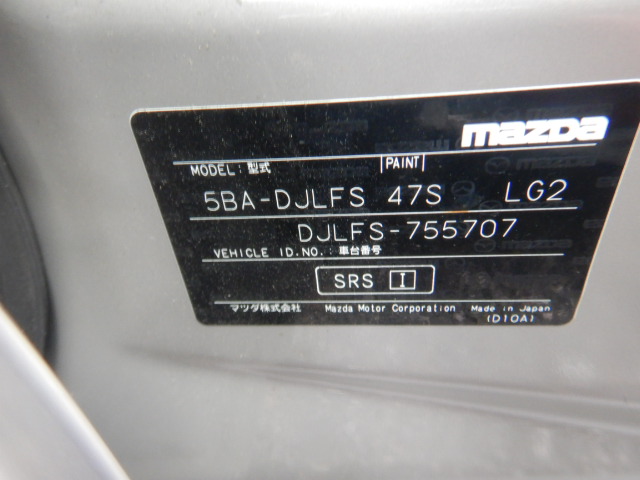 mazda
MODEL: 型式 PAINT
5BA-DJLFS 47S LG2
DJLFS-755707
VEHICLE ID.NO.: 車台番号
SRS I
マツダ株式会社 Mazda Motor Corporation Made in Japan
(D10A)